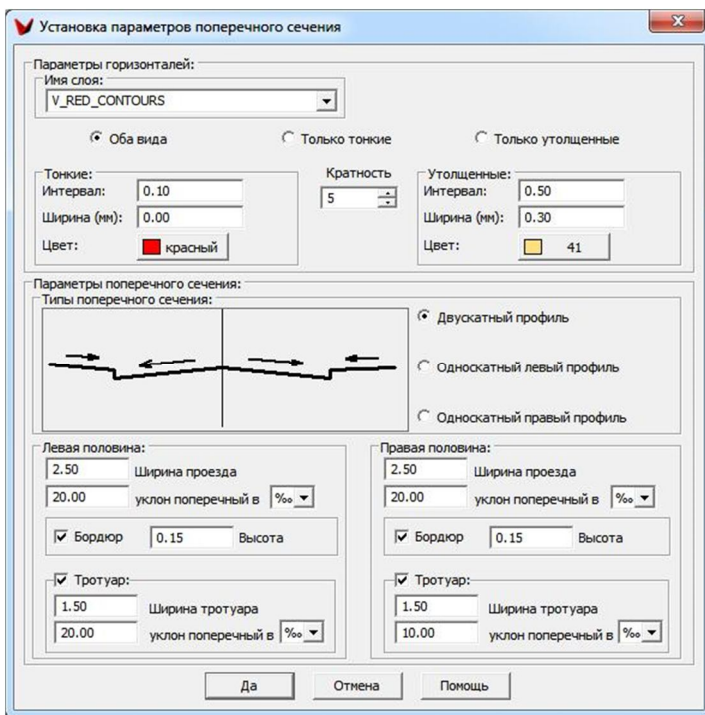 Установка параметров поперечного сечения
Параметры горизонталей:
Имя слоя:
V_RED_CONTOURS
Оба вида
Только тонкие
Только утолщенные
Тонкие:
Интервал: 0.10
Ширина (мм): 0.00
Цвет: красный
Кратность
5
Утолщенные:
Интервал: 0.50
Ширина (мм): 0.30
Цвет: 41
Параметры поперечного сечения:
Типы поперечного сечения:
Двускатный профиль
Односкатный левый профиль
Односкатный правый профиль
Левая половина:
2.50 Ширина проезда
20.00 уклон поперечный в ‰
Бордюр 0.15 Высота
Тротуар:
1.50 Ширина тротуара
20.00 уклон поперечный в ‰
Правая половина:
2.50 Ширина проезда
20.00 уклон поперечный в ‰
Бордюр 0.15 Высота
Тротуар:
1.50 Ширина тротуара
10.00 уклон поперечный в ‰
Да
Отмена
Помощь